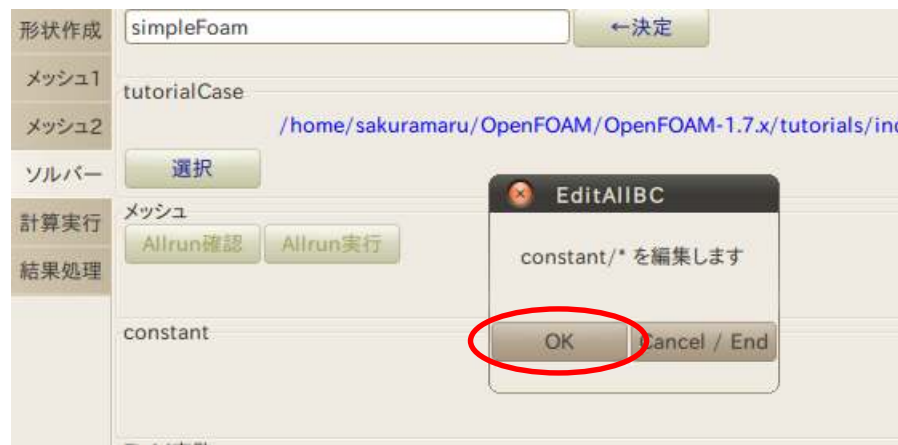 形状作成
メッシュ1
メッシュ2
ソルバー
計算実行
結果処理
simpleFoam
←決定
tutorialCase
/home/sakuramaru/OpenFOAM/OpenFOAM-1.7.x/tutorials/inc
選択
メッシュ
Allrun確認 Allrun実行
constant
EditAllBC
constant/* を編集します
OK Cancel / End